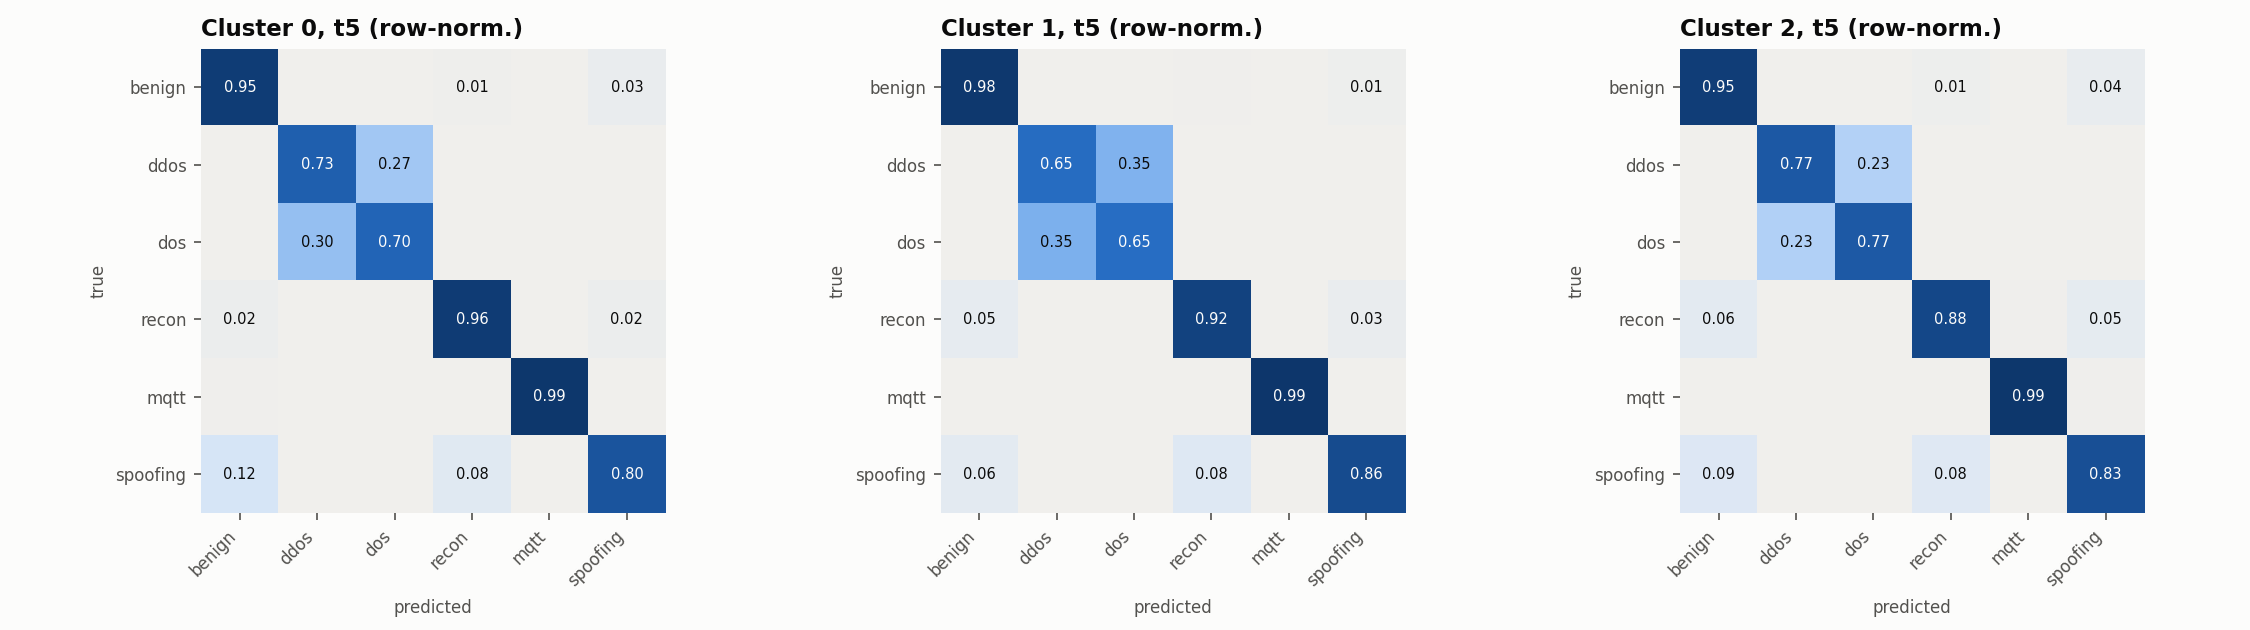 Cluster 0, t5 (row-norm.)
true
benign 0.95 0.01 0.03
ddos 0.73 0.27
dos 0.30 0.70
recon 0.02 0.96 0.02
mqtt 0.99
spoofing 0.12 0.08 0.80
benign ddos dos recon mqtt spoofing
predicted
Cluster 1, t5 (row-norm.)
true
benign 0.98 0.01
ddos 0.65 0.35
dos 0.35 0.65
recon 0.05 0.92 0.03
mqtt 0.99
spoofing 0.06 0.08 0.86
benign ddos dos recon mqtt spoofing
predicted
Cluster 2, t5 (row-norm.)
true
benign 0.95 0.01 0.04
ddos 0.77 0.23
dos 0.23 0.77
recon 0.06 0.88 0.05
mqtt 0.99
spoofing 0.09 0.08 0.83
benign ddos dos recon mqtt spoofing
predicted